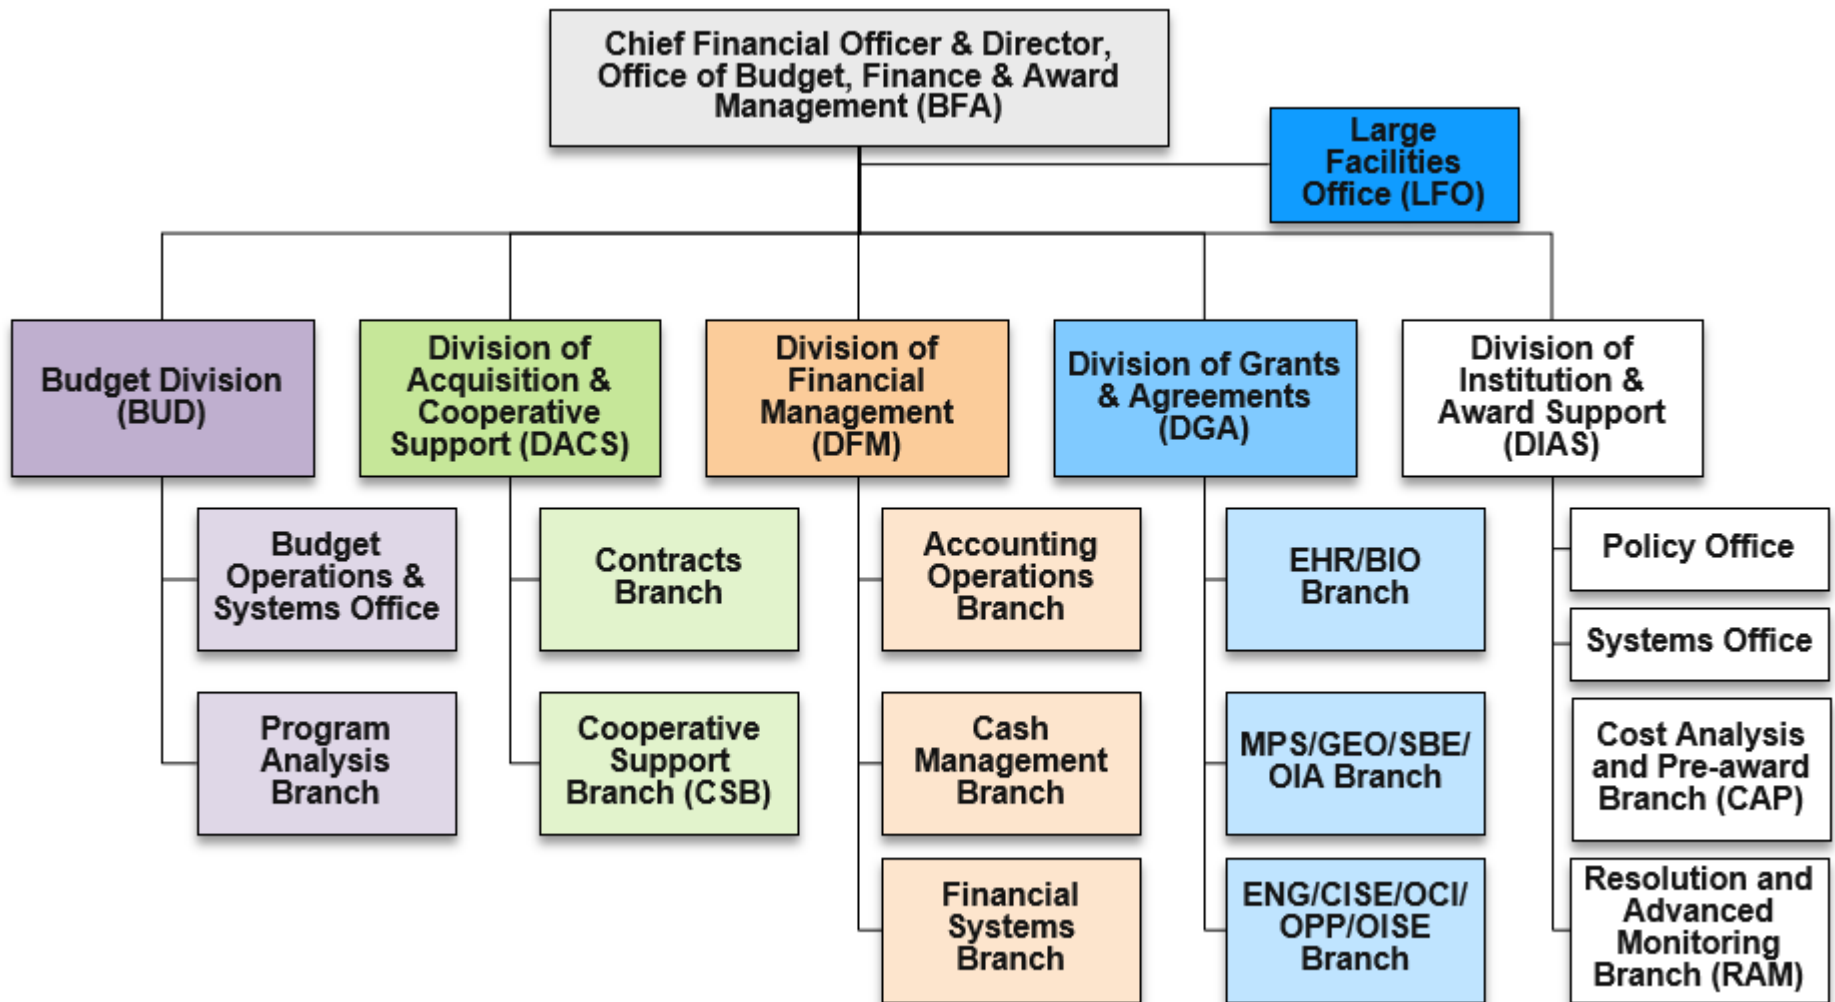 Chief Financial Officer & Director,
Office of Budget, Finance & Award
Management (BFA)
Large
Facilities
Office (LFO)
Budget Division
(BUD)
Division of
Acquisition &
Cooperative
Support (DACS)
Division of
Financial
Management
(DFM)
Division of Grants
& Agreements
(DGA)
Division of
Institution &
Award Support
(DIAS)
Budget
Operations &
Systems Office
Program
Analysis
Branch
Contracts
Branch
Cooperative
Support
Branch (CSB)
Accounting
Operations
Branch
Cash
Management
Branch
Financial
Systems
Branch
EHR/BIO
Branch
MPS/GEO/SBE/
OIA Branch
ENG/CISE/OCI/
OPP/OISE
Branch
Policy Office
Systems Office
Cost Analysis
and Pre-award
Branch (CAP)
Resolution and
Advanced
Monitoring
Branch (RAM)